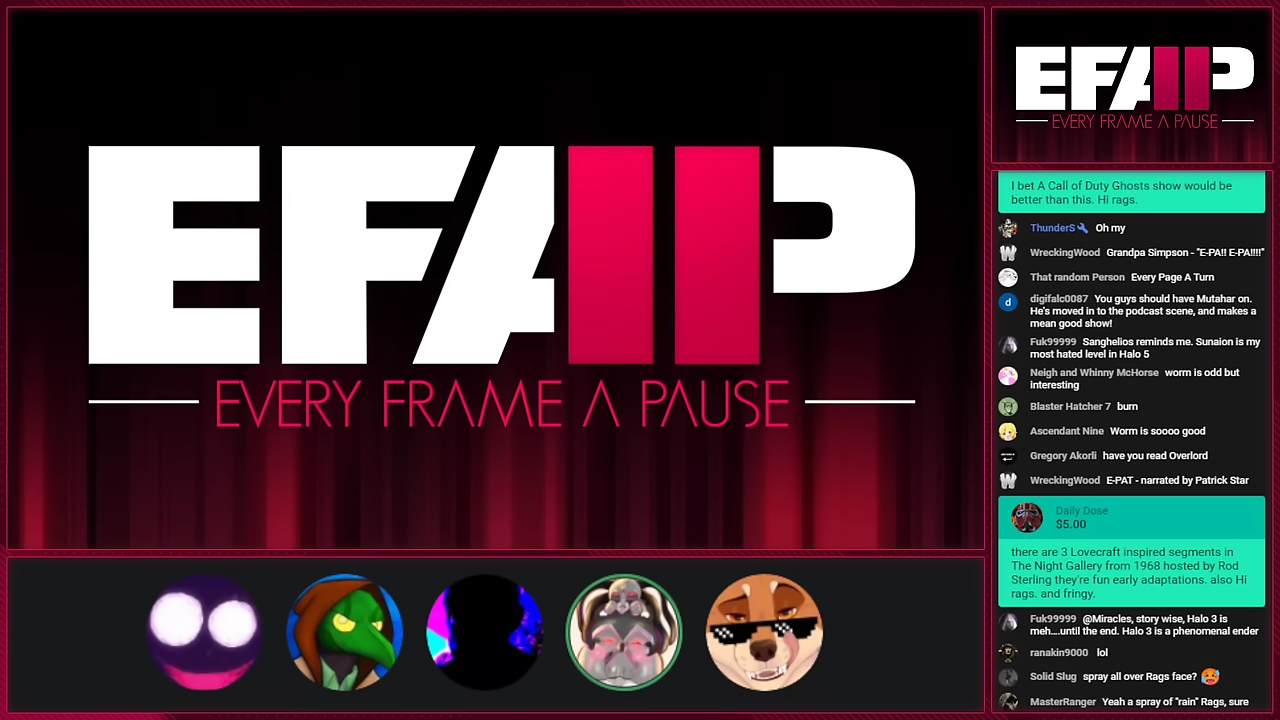 EFAP
EVERY FRAME A PAUSE
EFAP
EVERY FRAME A PAUSE
I bet A Call of Duty Ghosts show would be
better than this. Hi rags.
ThunderS Oh my
WreckingWood Grandpa Simpson - "E-PA!! E-PA!!!!"
That random Person Every Page A Turn
digifalc0087 You guys should have Mutahar on.
He's moved in to the podcast scene, and makes a
mean good show!
Fuk99999 Sanghelios reminds me. Sunaion is my
most hated level in Halo 5
Neigh and Whinny McHorse worm is odd but
interesting
Blaster Hatcher 7 burn
Ascendant Nine Worm is soooo good
Gregory Akorli have you read Overlord
WreckingWood E-PAT - narrated by Patrick Star
Daily Dose
$5.00
there are 3 Lovecraft inspired segments in
The Night Gallery from 1968 hosted by Rod
Sterling they're fun early adaptations. also Hi
rags. and fringy.
Fuk99999 @Miracles, story wise, Halo 3 is
meh....until the end. Halo 3 is a phenomenal ender
ranakin9000 lol
Solid Slug spray all over Rags face? 🥵
MasterRanger Yeah a spray of "rain" Rags, sure